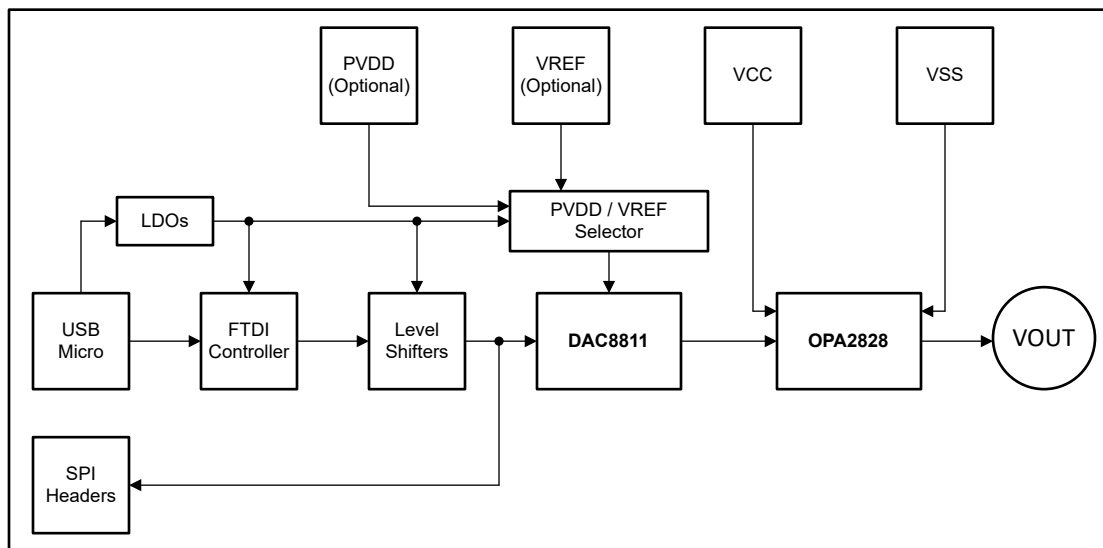 PVDD
(Optional)
VREF
(Optional)
VCC
VSS
LDOs
PVDD / VREF
Selector
USB
Micro
FTDI
Controller
Level
Shifters
DAC8811
OPA2828
VOUT
SPI
Headers